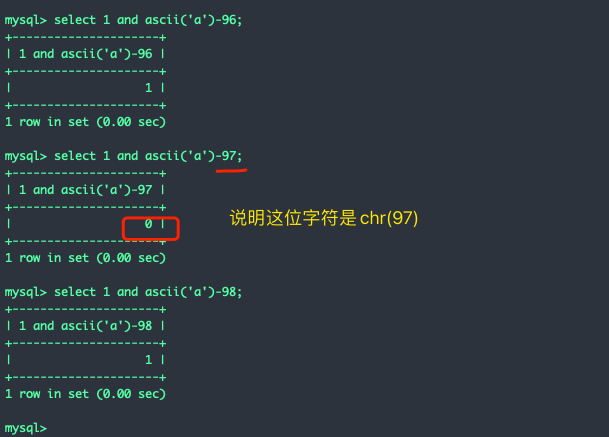 mysql> select 1 and ascii('a')-96;
+---------------------+
| 1 and ascii('a')-96 |
+---------------------+
|                   1 |
+---------------------+
1 row in set (0.00 sec)
mysql> select 1 and ascii('a')-97;
+---------------------+
| 1 and ascii('a')-97 |
+---------------------+
|                   0 |
说明这位字符是chr(97)
+---------------------+
1 row in set (0.00 sec)
mysql> select 1 and ascii('a')-98;
+---------------------+
| 1 and ascii('a')-98 |
+---------------------+
|                   1 |
+---------------------+
1 row in set (0.00 sec)
mysql>